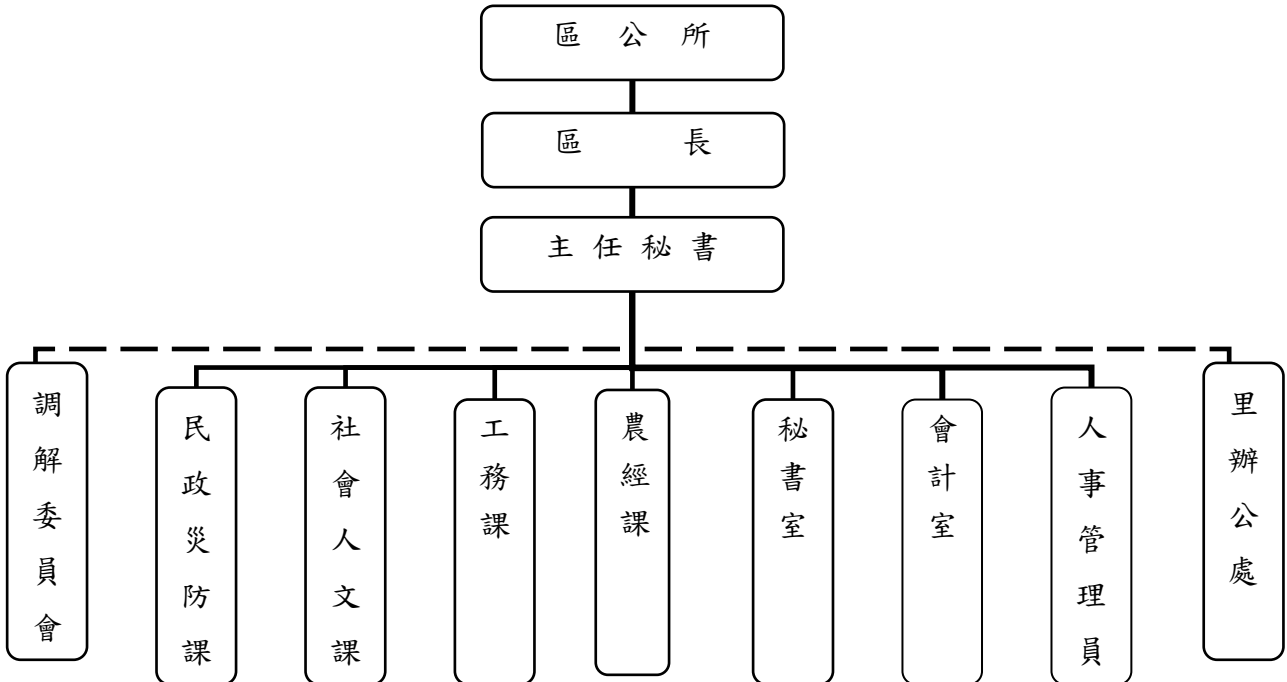 區公所
區長
主任秘書
調解委員會
民政災防課
社會人文課
工務課
農經課
秘書室
會計室
人事管理員
里辦公處